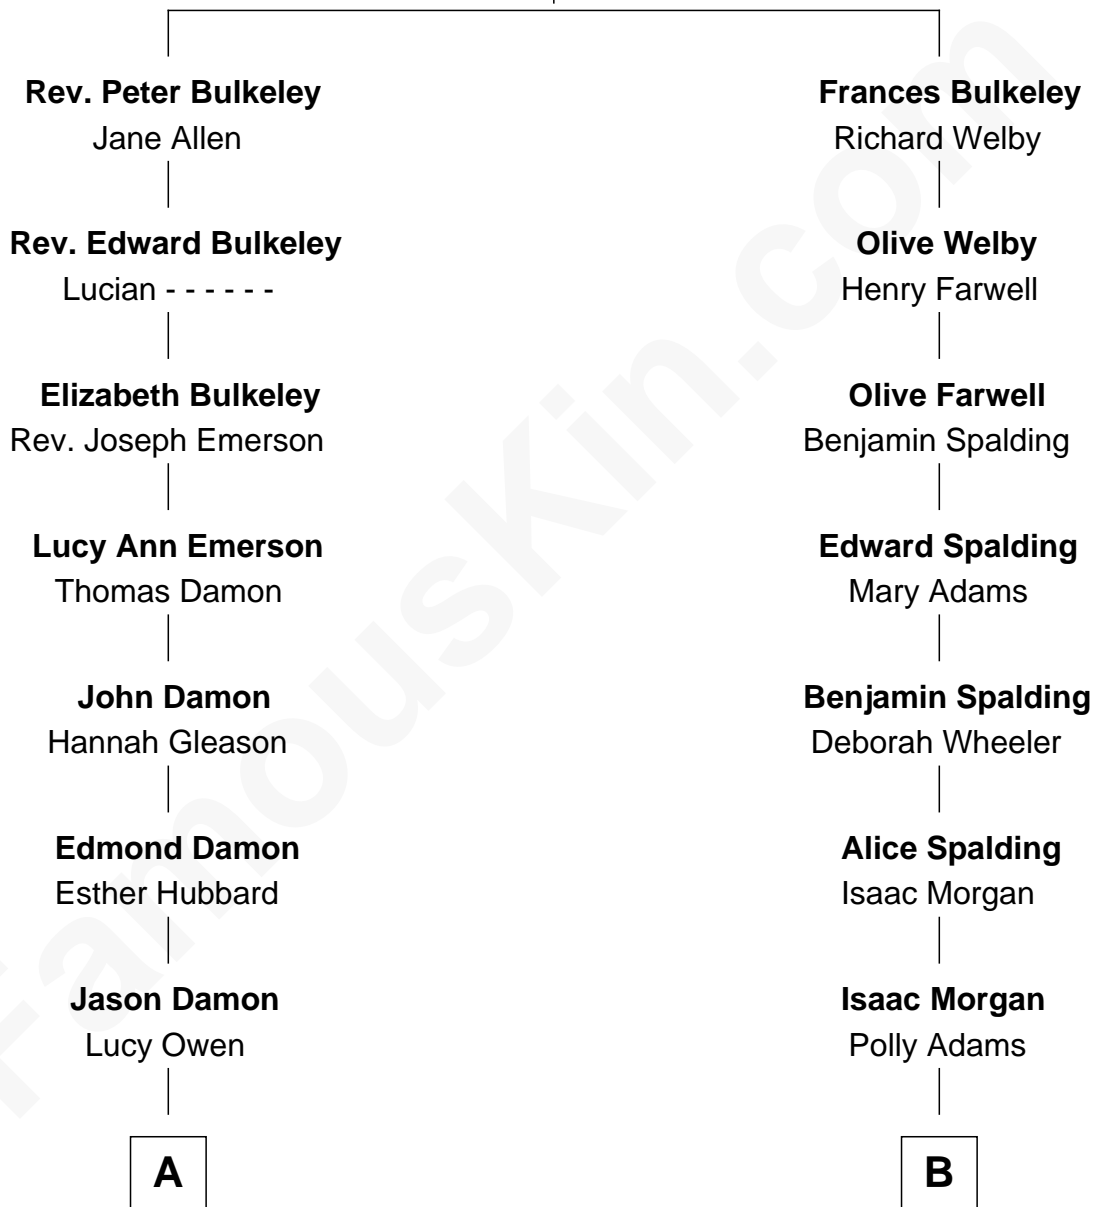 Rev. Peter Bulkeley
Jane Allen
Frances Bulkeley
Richard Welby
Rev. Edward Bulkeley
Lucian - - - - - -
Olive Welby
Henry Farwell
Elizabeth Bulkeley
Rev. Joseph Emerson
Olive Farwell
Benjamin Spalding
Lucy Ann Emerson
Thomas Damon
Edward Spalding
Mary Adams
John Damon
Hannah Gleason
Benjamin Spalding
Deborah Wheeler
Edmond Damon
Esther Hubbard
Alice Spalding
Isaac Morgan
Jason Damon
Lucy Owen
Isaac Morgan
Polly Adams
A
B
FamousKin.com